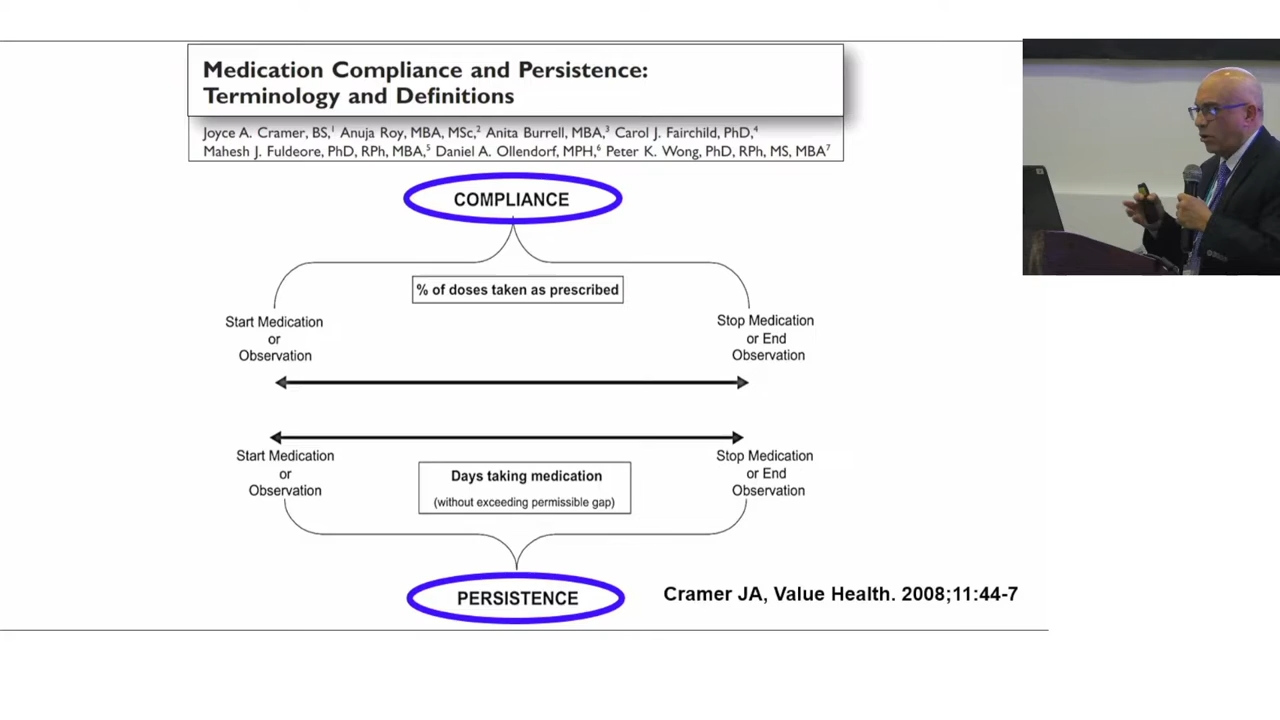 Medication Compliance and Persistence:
Terminology and Definitions
Joyce A. Cramer, BS,1 Anuja Roy, MBA, MSc,2 Anita Burrell, MBA,3 Carol J. Fairchild, PhD,4
Mahesh J. Fuldeore, PhD, RPh, MBA,5 Daniel A. Ollendorf, MPH,6 Peter K. Wong, PhD, RPh, MS, MBA7
COMPLIANCE
% of doses taken as prescribed
Start Medication
or
Observation
Stop Medication
or End
Observation
Start Medication
or
Observation
Days taking medication
(without exceeding permissible gap)
Stop Medication
or End
Observation
PERSISTENCE
Cramer JA, Value Health. 2008;11:44-7